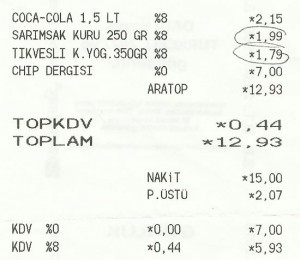 COCA-COLA 1,5 LT %8 *2,15
SARIMSAK KURU 250 GR %8 *1,99
TIKVESLI K.YOG.350GR %8 *1,79
CHIP DERGISI %0 *7,00
ARATOP *12,93
TOPKDV *0,44
TOPLAM *12,93
NAKiT *15,00
P.ÜSTÜ *2,07
KDV %0 *0,00 *7,00
KDV %8 *0,44 *5,93